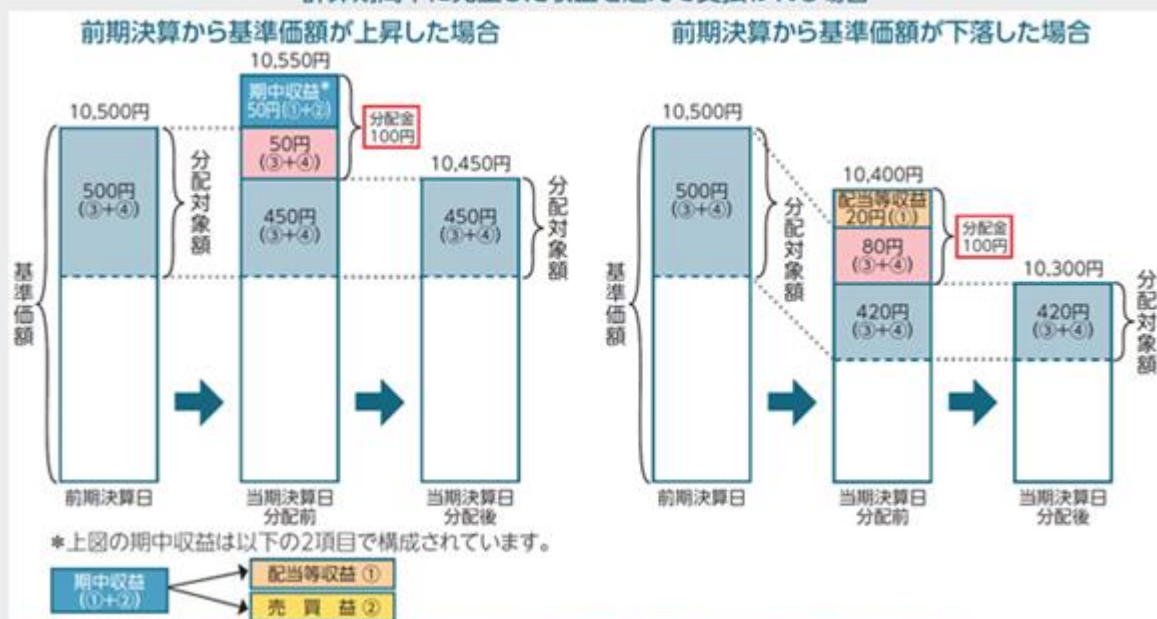 前期決算から基準価額が上昇した場合
10,500円
500円
(③+④)
分配対象額
基準価額
10,550円
期中収益*
50円(①+②)
50円
(③+④)
450円
(③+④)
分配金
100円
10,450円
450円
(③+④)
分配対象額
前期決算日
当期決算日
分配前
当期決算日
分配後
前期決算から基準価額が下落した場合
10,500円
500円
(③+④)
分配対象額
基準価額
10,400円
配当等収益
20円(①)
80円
(③+④)
420円
(③+④)
分配金
100円
10,300円
420円
(③+④)
分配対象額
前期決算日
当期決算日
分配前
当期決算日
分配後
*上図の期中収益は以下の2項目で構成されています。
期中収益
(①+②)
配当等収益 ①
売 買 益 ②